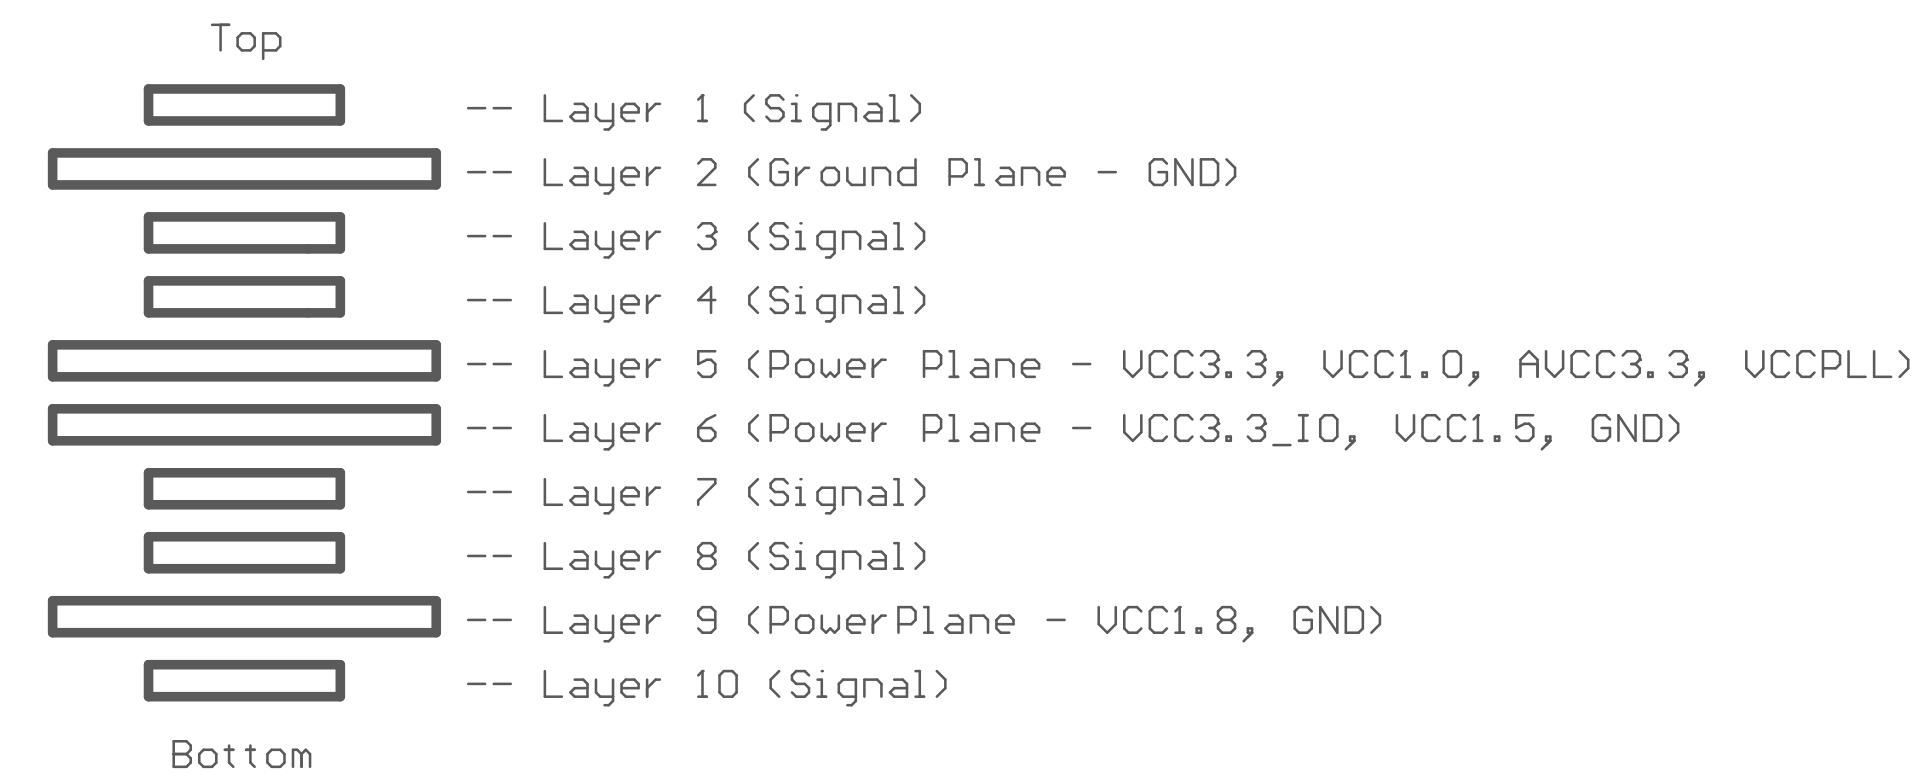 Top
-- Layer 1 (Signal)
-- Layer 2 (Ground Plane - GND)
-- Layer 3 (Signal)
-- Layer 4 (Signal)
-- Layer 5 (Power Plane - VCC3.3, VCC1.0, AVCC3.3, VCCPLL)
-- Layer 6 (Power Plane - VCC3.3_IO, VCC1.5, GND)
-- Layer 7 (Signal)
-- Layer 8 (Signal)
-- Layer 9 (PowerPlane - VCC1.8, GND)
-- Layer 10 (Signal)
Bottom